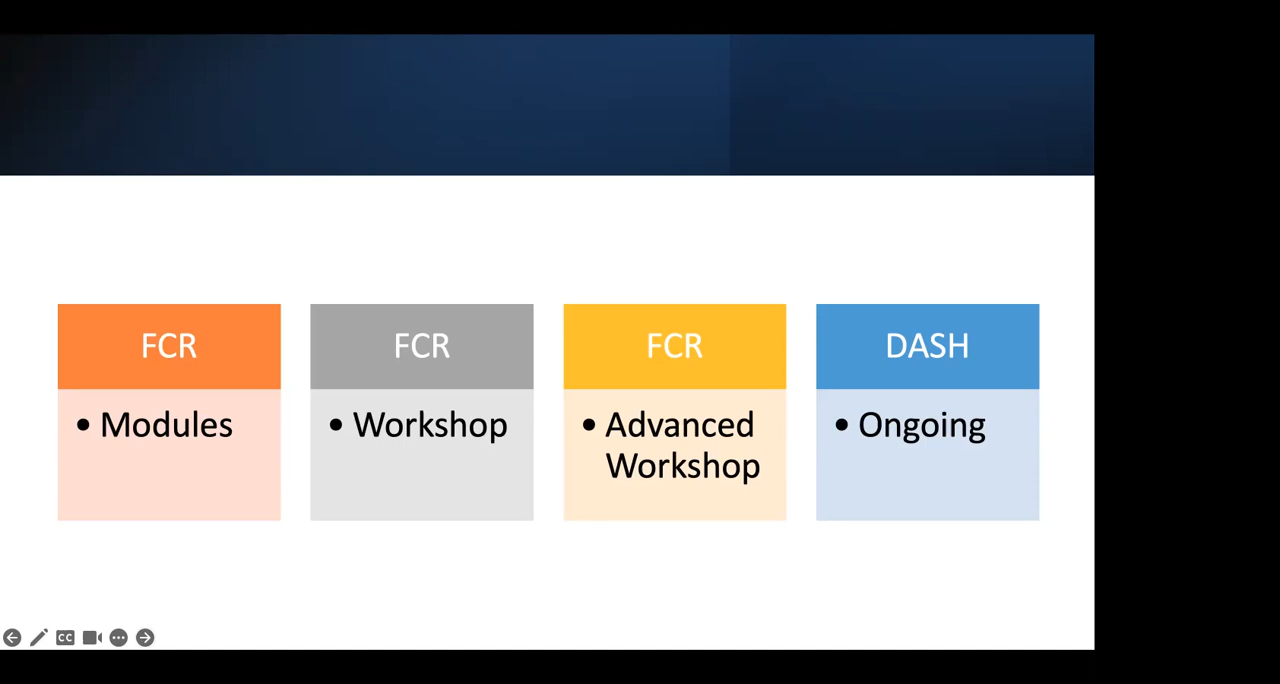 FCR
• Modules
FCR
• Workshop
FCR
• Advanced
Workshop
DASH
• Ongoing
CC